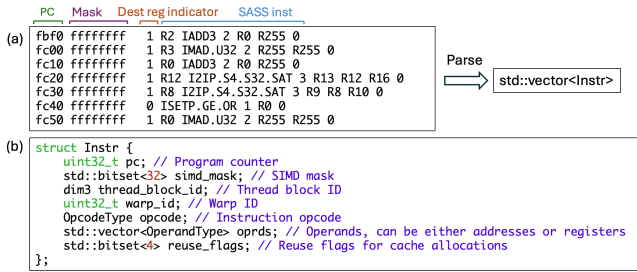 PC Mask Dest reg indicator SASS inst
(a)
fbf0 ffffffff 1 R2 IADD3 2 R0 R255 0
fc00 ffffffff 1 R3 IMAD.U32 2 R255 R255 0
fc10 ffffffff 1 R0 IADD3 2 R0 R255 0
fc20 ffffffff 1 R12 I2IP.S4.S32.SAT 3 R13 R12 R16 0
fc30 ffffffff 1 R8 I2IP.S4.S32.SAT 3 R9 R8 R10 0
fc40 ffffffff 0 ISETP.GE.OR 1 R0 0
fc50 ffffffff 1 R0 IMAD.U32 2 R255 R255 0
Parse
std::vector<Instr>
(b)
struct Instr {
uint32_t pc; // Program counter
std::bitset<32> simd_mask; // SIMD mask
dim3 thread_block_id; // Thread block ID
uint32_t warp_id; // Warp ID
OpcodeType opcode; // Instruction opcode
std::vector<OperandType> oprds; // Operands, can be either addresses or registers
std::bitset<4> reuse_flags; // Reuse flags for cache allocations
};